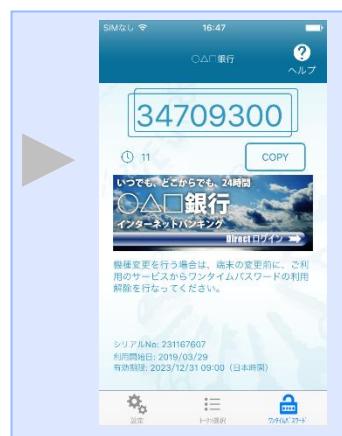 SIMなし 16:47
○△□銀行
?
ヘルプ
34709300
11 COPY
いつでも、どこからでも、24時間
○△□銀行
インターネットバンキング
Direct ログイン
機種変更を行う場合は、端末の変更前に、ご利
用のサービスからワンタイムパスワードの利用
解除を行なってください。
シリアルNo: 231167607
利用開始日: 2019/03/29
有効期限: 2023/12/31 09:00（日本時間）
設定 トークン選択 ワンタイムパスワード